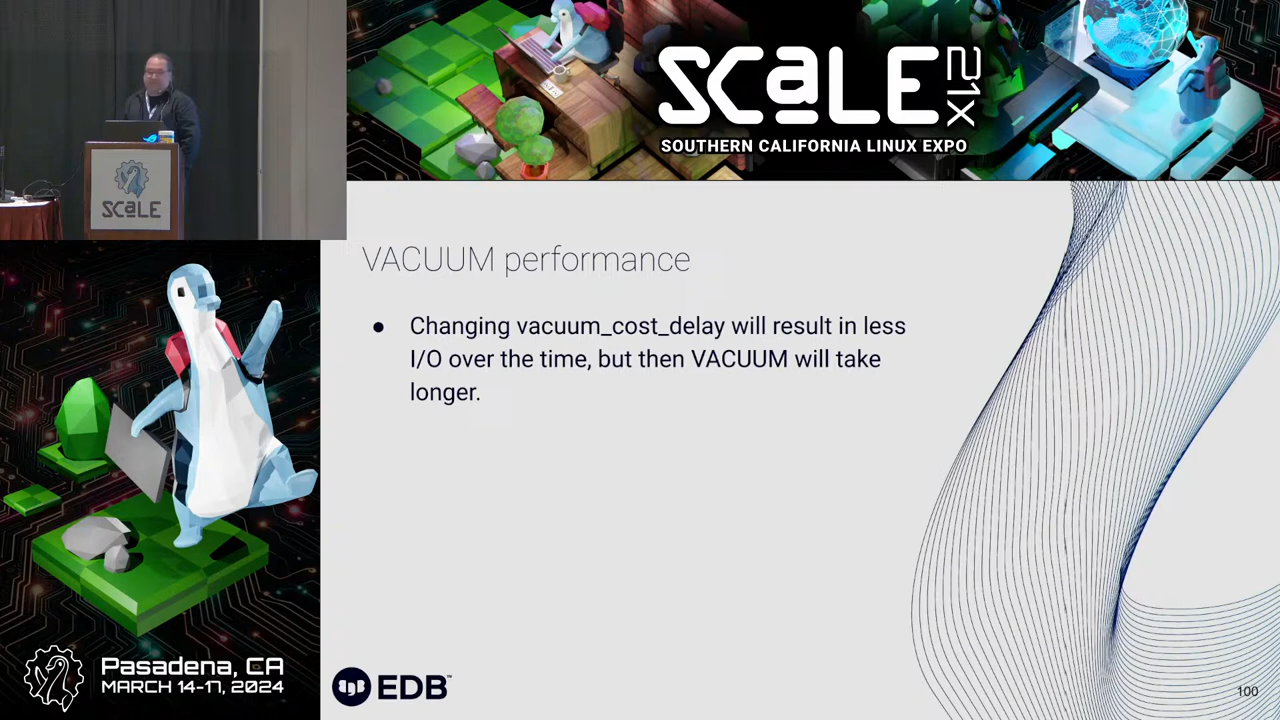 SCaLE 21X
SOUTHERN CALIFORNIA LINUX EXPO
SCaLE
VACUUM performance
● Changing vacuum_cost_delay will result in less
I/O over the time, but then VACUUM will take
longer.
Pasadena, CA
MARCH 14-17, 2024
EDB™
100